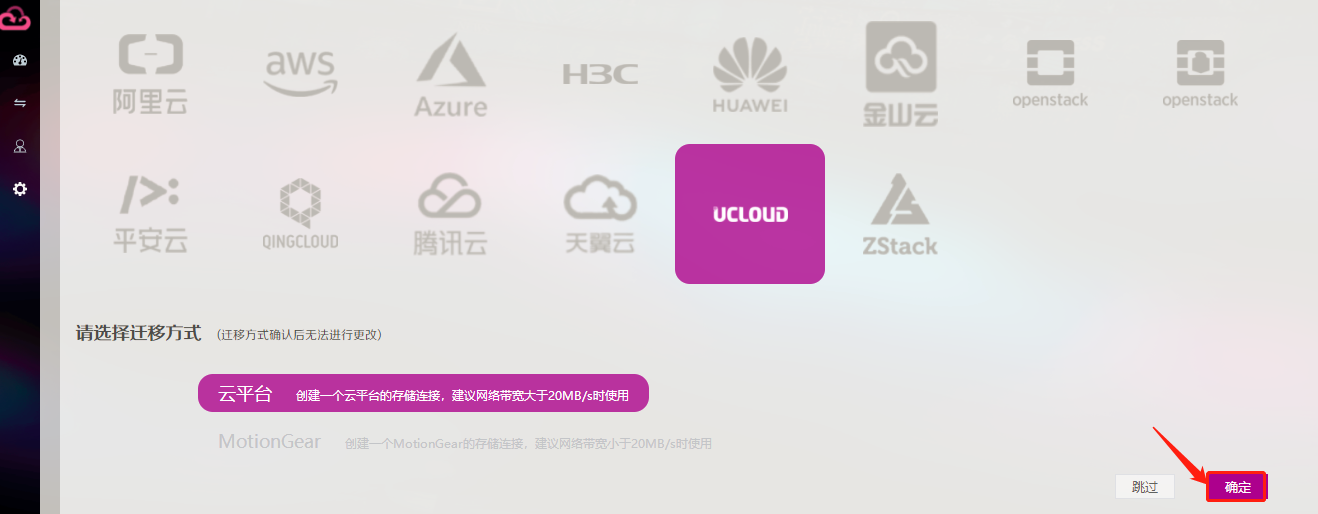 阿里云
aws
Azure
H3C
HUAWEI
金山云
openstack
openstack
平安云
QINGCLOUD
腾讯云
天翼云
UCLOUD
ZStack
请选择迁移方式 (迁移方式确认后无法进行更改)
云平台 创建一个云平台的存储连接，建议网络带宽大于20MB/s时使用
MotionGear 创建一个MotionGear的存储连接，建议网络带宽小于20MB/s时使用
跳过 确定